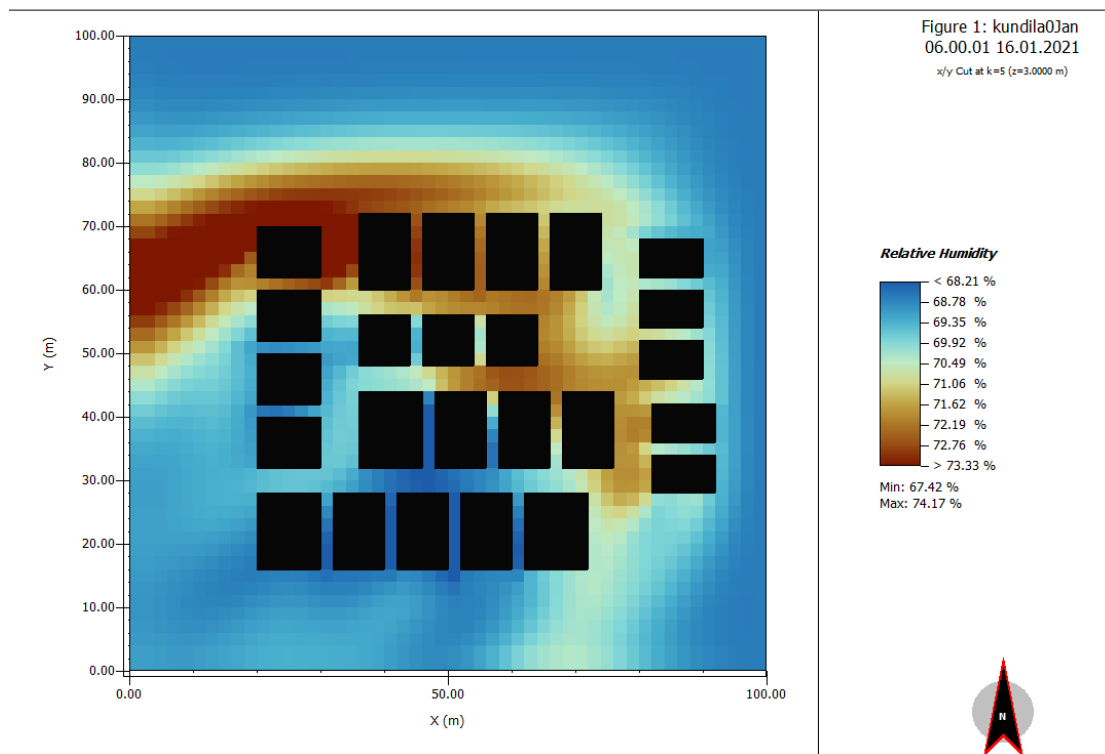 Figure 1: kundila0Jan
06.00.01 16.01.2021
x/y Cut at k=5 (z=3.0000 m)
100.00
90.00
80.00
70.00
60.00
50.00
40.00
30.00
20.00
10.00
0.00
Y (m)
0.00 50.00 100.00
X (m)
Relative Humidity
< 68.21 %
68.78 %
69.35 %
69.92 %
70.49 %
71.06 %
71.62 %
72.19 %
72.76 %
> 73.33 %
Min: 67.42 %
Max: 74.17 %
N